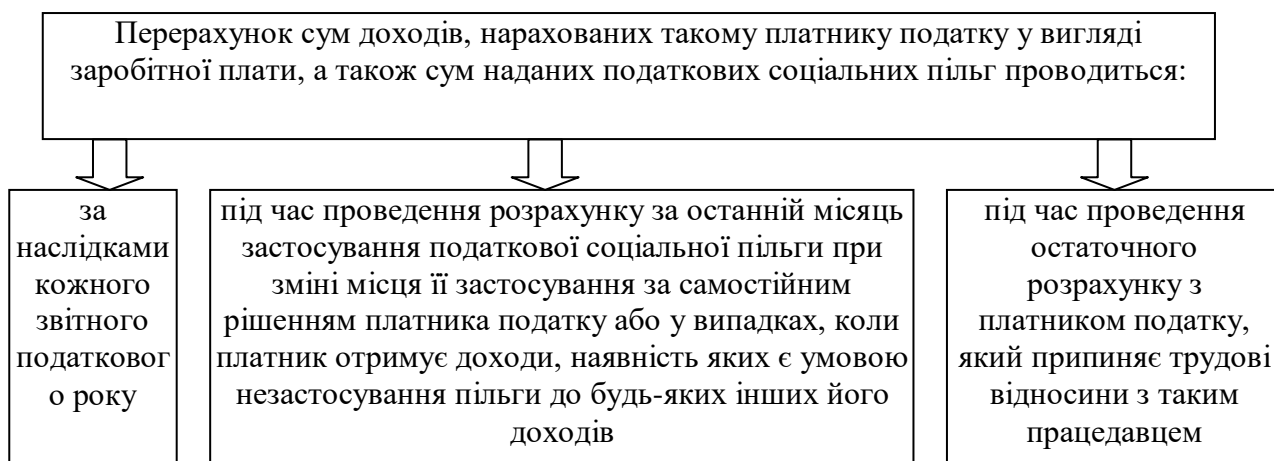 Перерахунок сум доходів, нарахованих такому платнику податку у вигляді
заробітної плати, а також сум наданих податкових соціальних пільг проводиться:
за
наслідками
кожного
звітного
податковог
о року
під час проведення розрахунку за останній місяць
застосування податкової соціальної пільги при
зміні місця її застосування за самостійним
рішенням платника податку або у випадках, коли
платник отримує доходи, наявність яких є умовою
незастосування пільги до будь-яких інших його
доходів
під час проведення
остаточного
розрахунку з
платником податку,
який припиняє трудові
відносини з таким
працедавцем